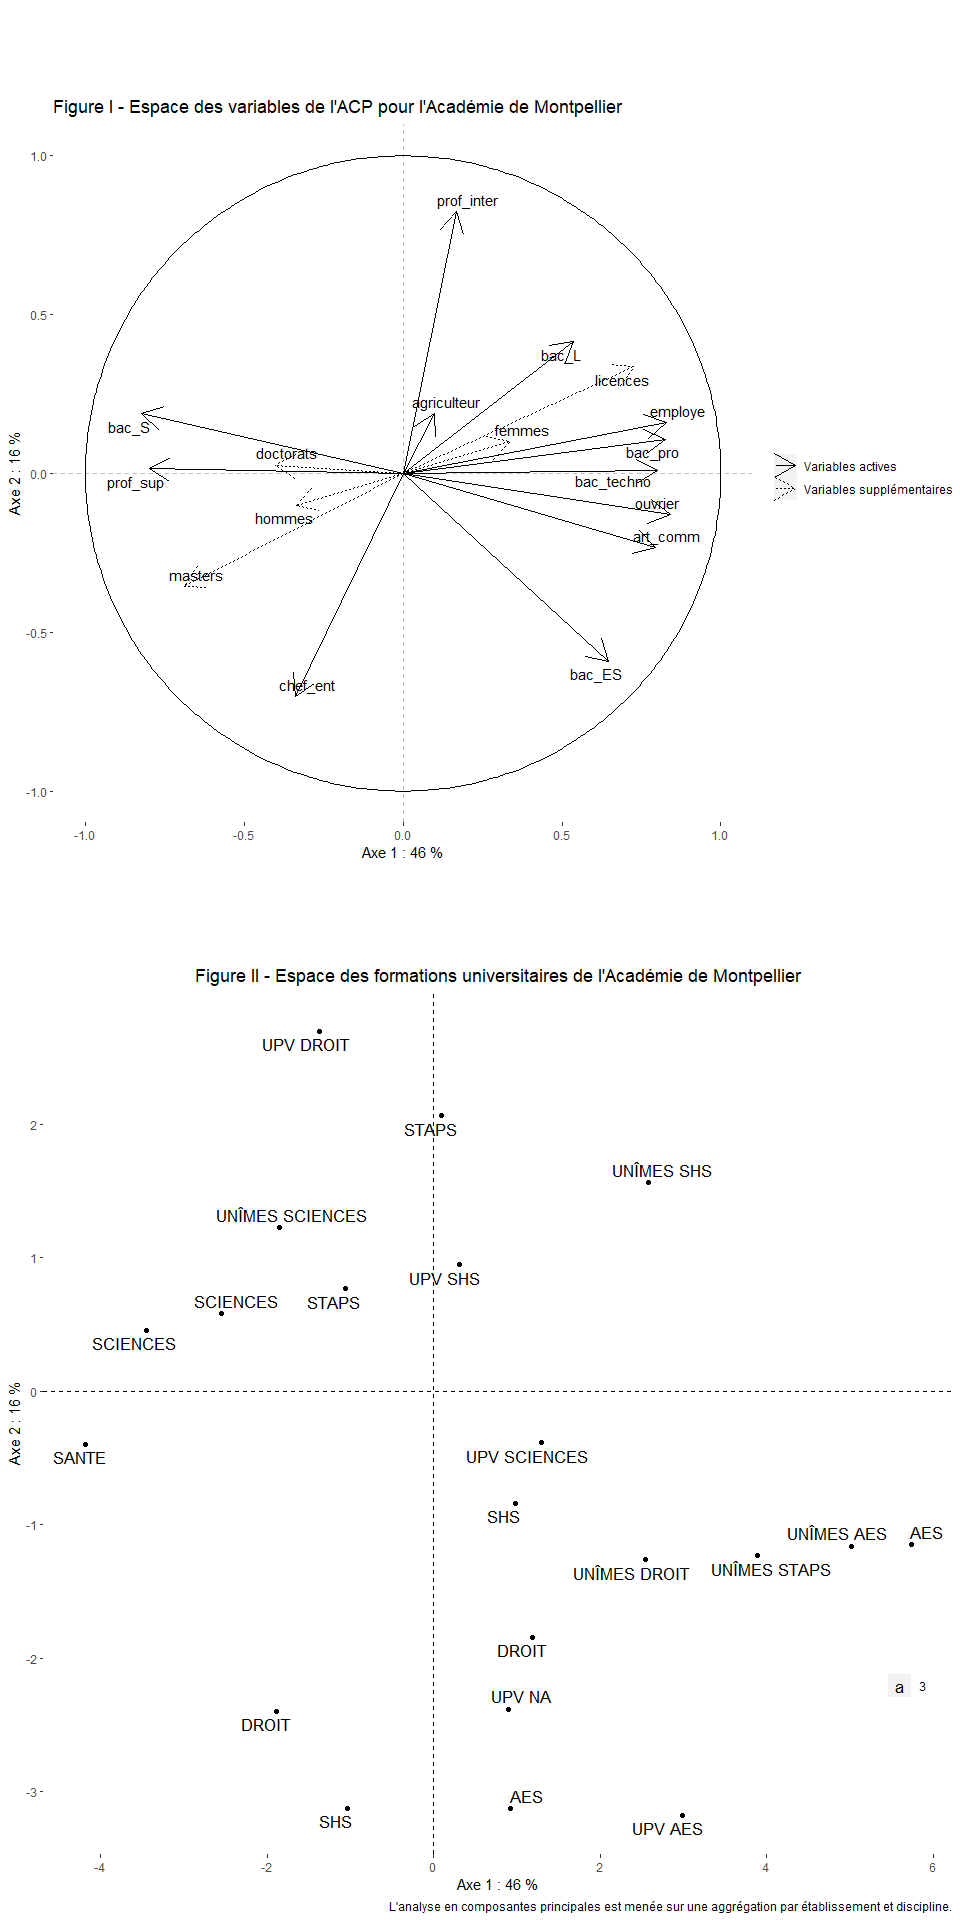 Figure I - Espace des variables de l'ACP pour l'Académie de Montpellier
1.0
prof_inter
0.5
bac_L
licences
agriculteur
employe
bac_S
femmes
bac_pro
doctorats
Axe 2 : 16 %
0.0
prof_sup
bac_techno
Variables actives
Variables supplémentaires
ouvrier
hommes
art_comm
masters
-0.5
bac_ES
chef_ent
-1.0
-1.0
-0.5
0.0
0.5
1.0
Axe 1 : 46 %
Figure II - Espace des formations universitaires de l'Académie de Montpellier
UPV DROIT
2
STAPS
UNÎMES SHS
UNÎMES SCIENCES
1
UPV SHS
SCIENCES
STAPS
SCIENCES
0
Axe 2 : 16 %
SANTE
UPV SCIENCES
-1
SHS
UNÎMES AES
AES
UNÎMES DROIT
UNÎMES STAPS
DROIT
-2
a 3
UPV NA
DROIT
-3
AES
SHS
UPV AES
-4
-2
0
2
4
6
Axe 1 : 46 %
L'analyse en composantes principales est menée sur une aggrégation par établissement et discipline.